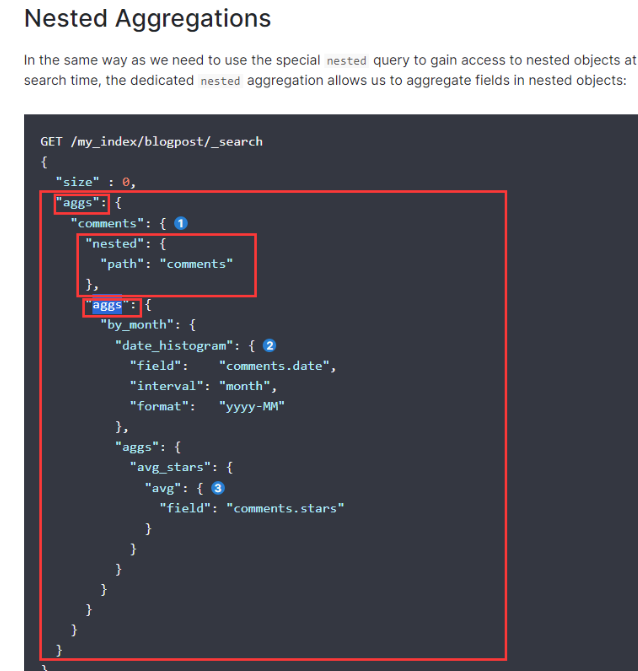 Nested Aggregations
In the same way as we need to use the special nested query to gain access to nested objects at
search time, the dedicated nested aggregation allows us to aggregate fields in nested objects:
GET /my_index/blogpost/_search
{
  "size" : 0,
  "aggs": {
    "comments": { 1
      "nested": {
        "path": "comments"
      },
      "aggs": {
        "by_month": {
          "date_histogram": { 2
            "field":    "comments.date",
            "interval": "month",
            "format":   "yyyy-MM"
          },
          "aggs": {
            "avg_stars": {
              "avg": { 3
                "field": "comments.stars"
              }
            }
          }
        }
      }
    }
  }
}